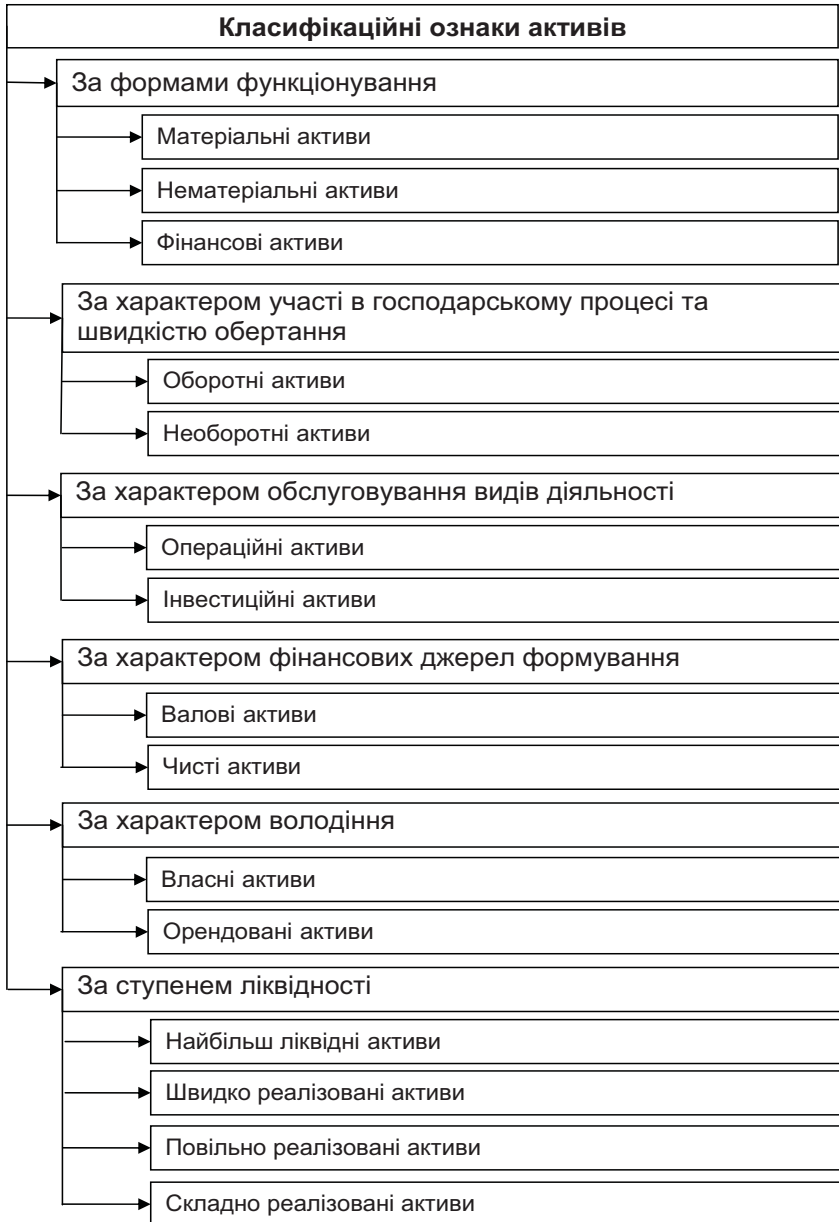 Класифікаційні ознаки активів
За формами функціонування
Матеріальні активи
Нематеріальні активи
Фінансові активи
За характером участі в господарському процесі та
швидкістю обертання
Оборотні активи
Необоротні активи
За характером обслуговування видів діяльності
Операційні активи
Інвестиційні активи
За характером фінансових джерел формування
Валові активи
Чисті активи
За характером володіння
Власні активи
Орендовані активи
За ступенем ліквідності
Найбільш ліквідні активи
Швидко реалізовані активи
Повільно реалізовані активи
Складно реалізовані активи